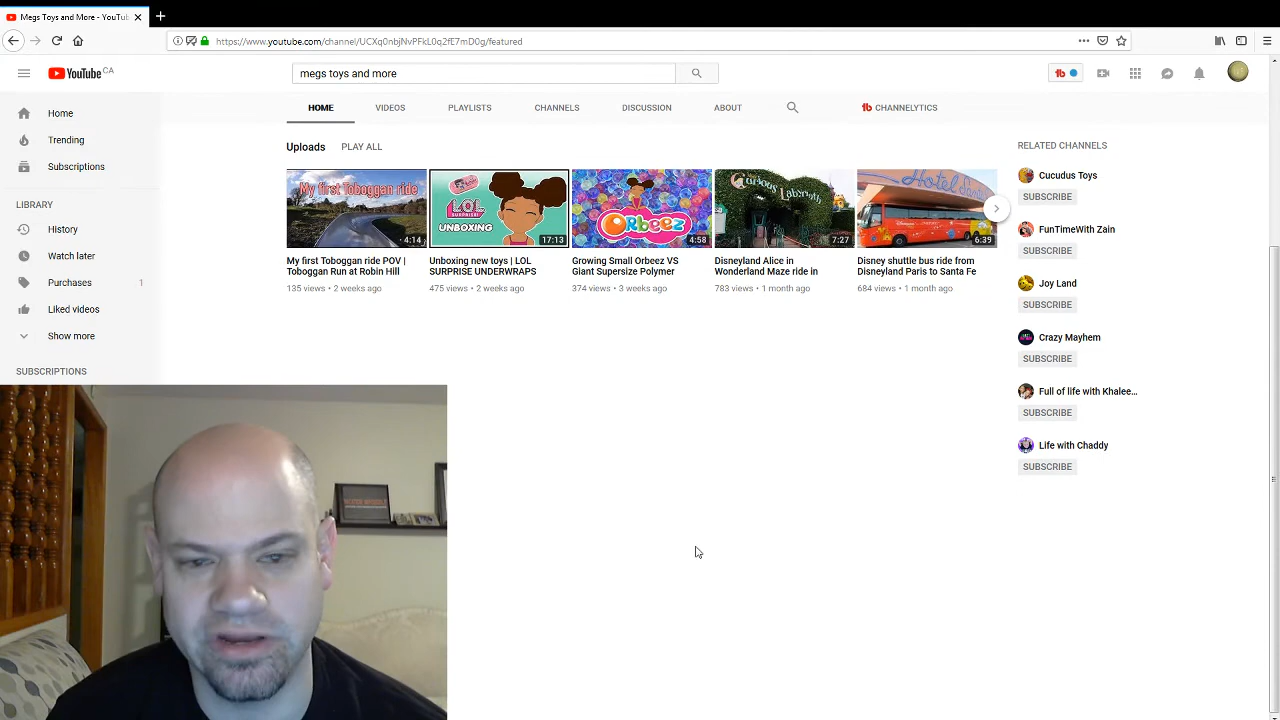 Megs Toys and More - YouTub
https://www.youtube.com/channel/UCXq0nbjNvPFkL0q2fE7mD0g/featured
YouTube CA
megs toys and more
HOME VIDEOS PLAYLISTS CHANNELS DISCUSSION ABOUT CHANNELYTICS
Home
Trending
Subscriptions
LIBRARY
History
Watch later
Purchases 1
Liked videos
Show more
SUBSCRIPTIONS
Uploads PLAY ALL
My first Toboggan ride
4:14
My first Toboggan ride POV |
Toboggan Run at Robin Hill
135 views • 2 weeks ago
LOL
SURPRISE!
UNBOXING
17:13
Unboxing new toys | LOL
SURPRISE UNDERWRAPS
475 views • 2 weeks ago
Orbeez
4:58
Growing Small Orbeez VS
Giant Supersize Polymer
374 views • 3 weeks ago
Curious Labyrinth
7:27
Disneyland Alice in
Wonderland Maze ride in
783 views • 1 month ago
Hotel
6:39
Disney shuttle bus ride from
Disneyland Paris to Santa Fe
684 views • 1 month ago
RELATED CHANNELS
Cucudus Toys
SUBSCRIBE
FunTimeWith Zain
SUBSCRIBE
Joy Land
SUBSCRIBE
Crazy Mayhem
SUBSCRIBE
Full of life with Khalee...
SUBSCRIBE
Life with Chaddy
SUBSCRIBE